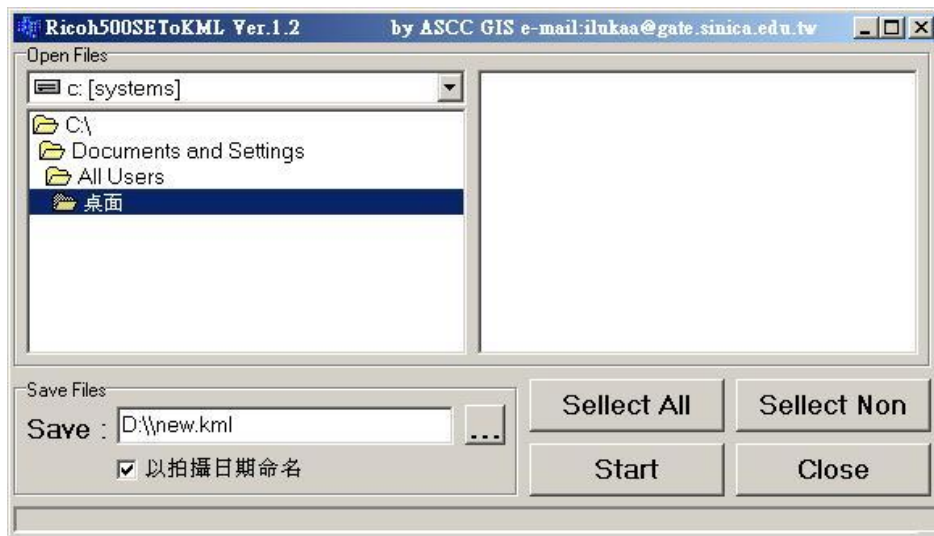 Ricoh500SEToKML Ver.1.2 by ASCC GIS e-mail:ilukaa@gate.sinica.edu.tw
Open Files
c: [systems]
C:\
Documents and Settings
All Users
桌面
Save Files
Save : D:\\new.kml ...
以拍攝日期命名
Sellect All Sellect Non
Start Close